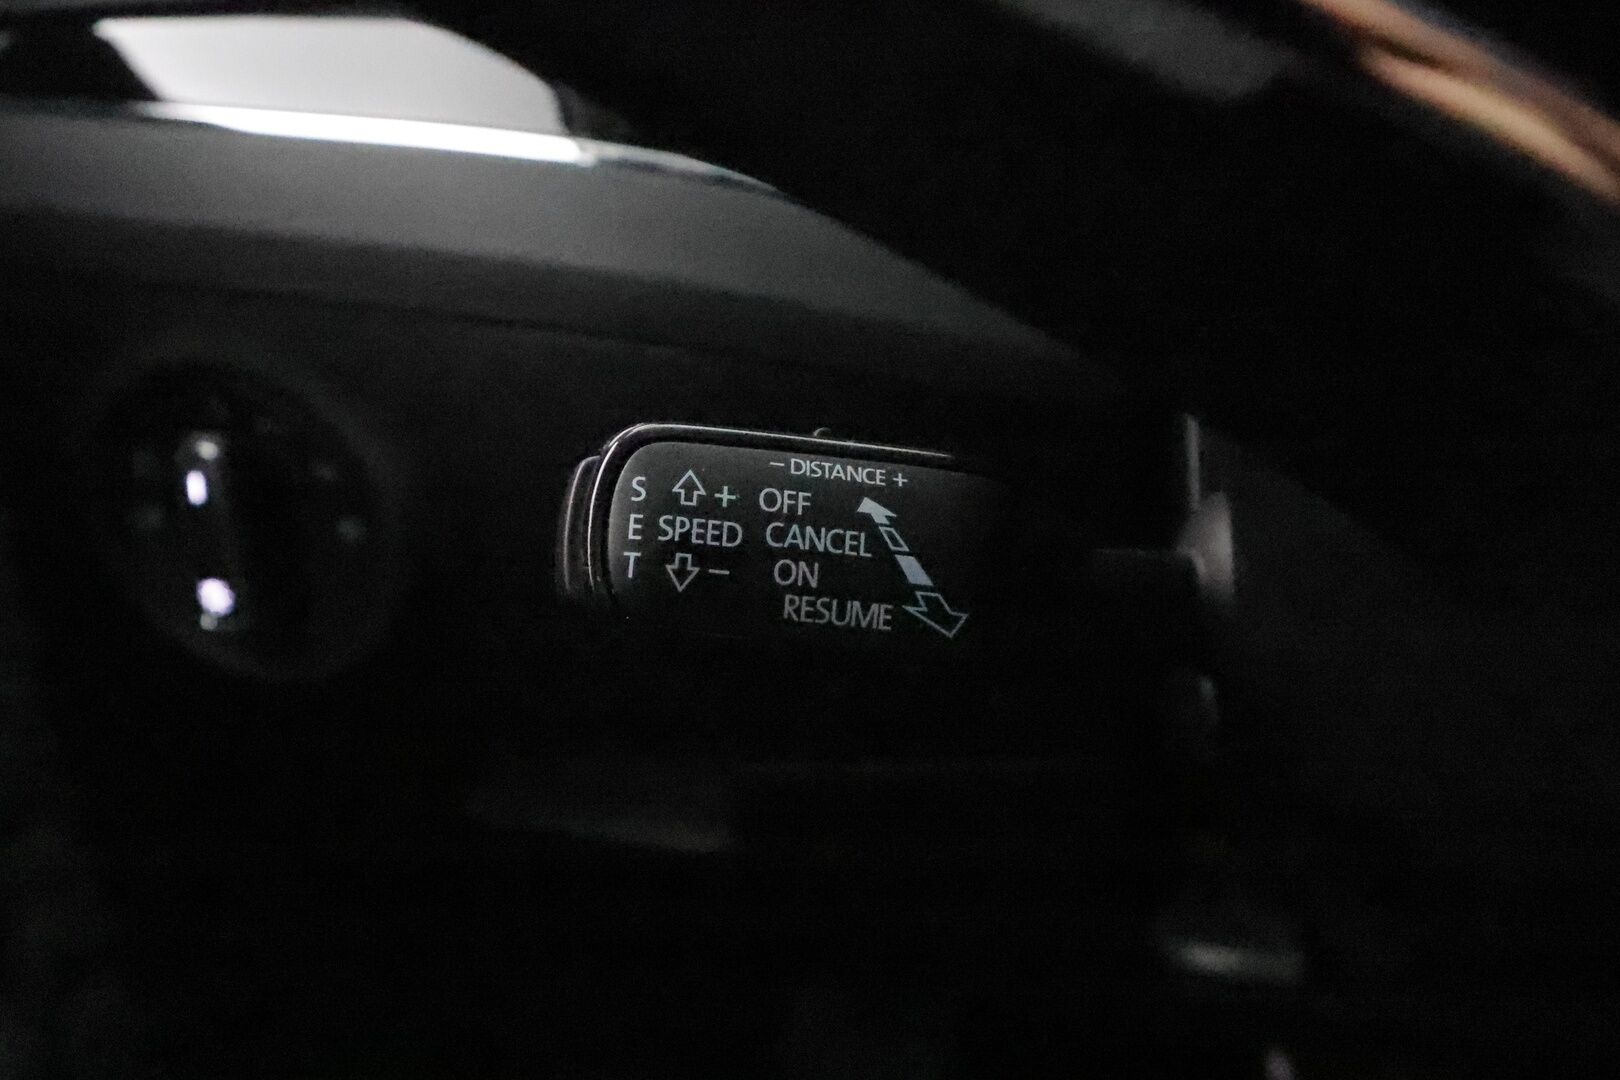 − DISTANCE +
S + OFF
E SPEED CANCEL
T − ON
RESUME